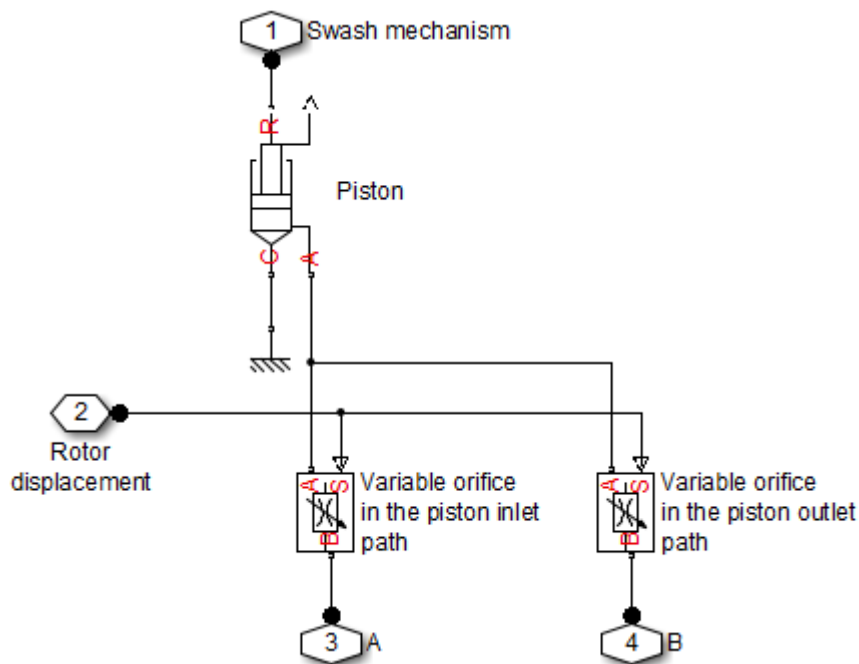 1 Swash mechanism
R
Piston
C A
2
Rotor
displacement
A S Variable orifice
in the piston inlet
B path
A S Variable orifice
in the piston outlet
B path
3 A
4 B